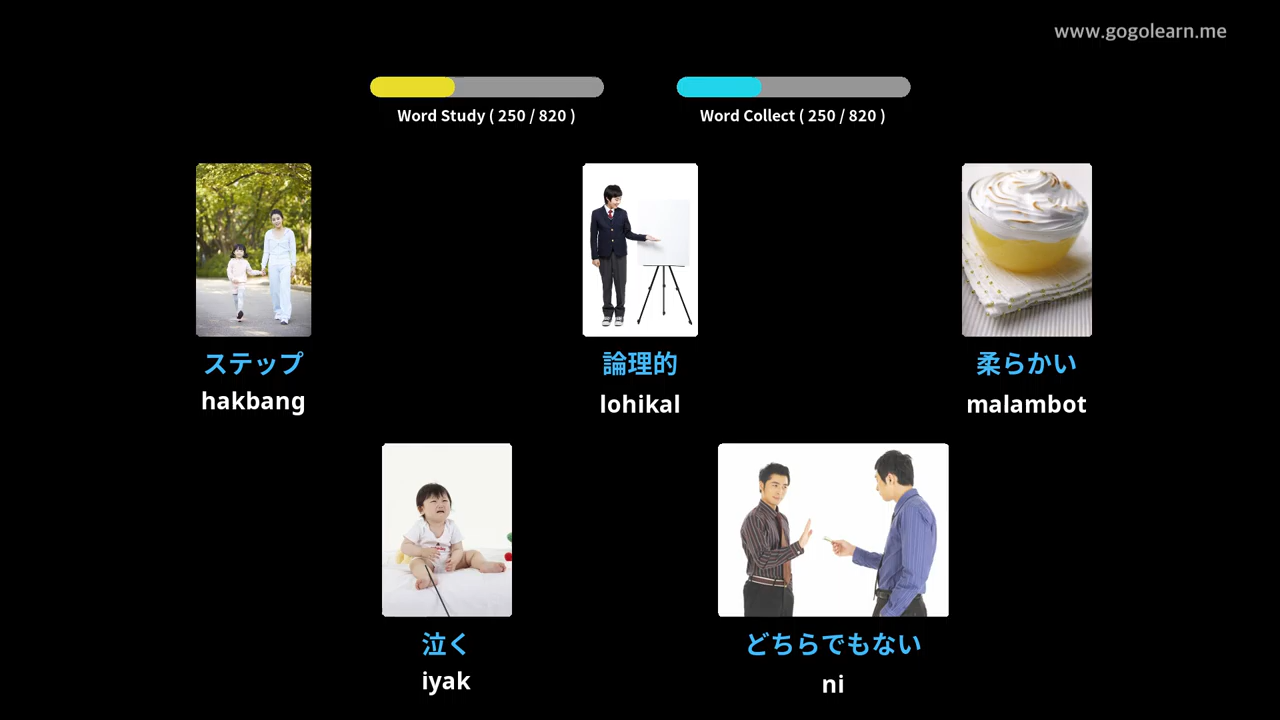 www.gogolearn.me
Word Study ( 250 / 820 )
Word Collect ( 250 / 820 )
ステップ
hakbang
論理的
lohikal
柔らかい
malambot
泣く
iyak
どちらでもない
ni